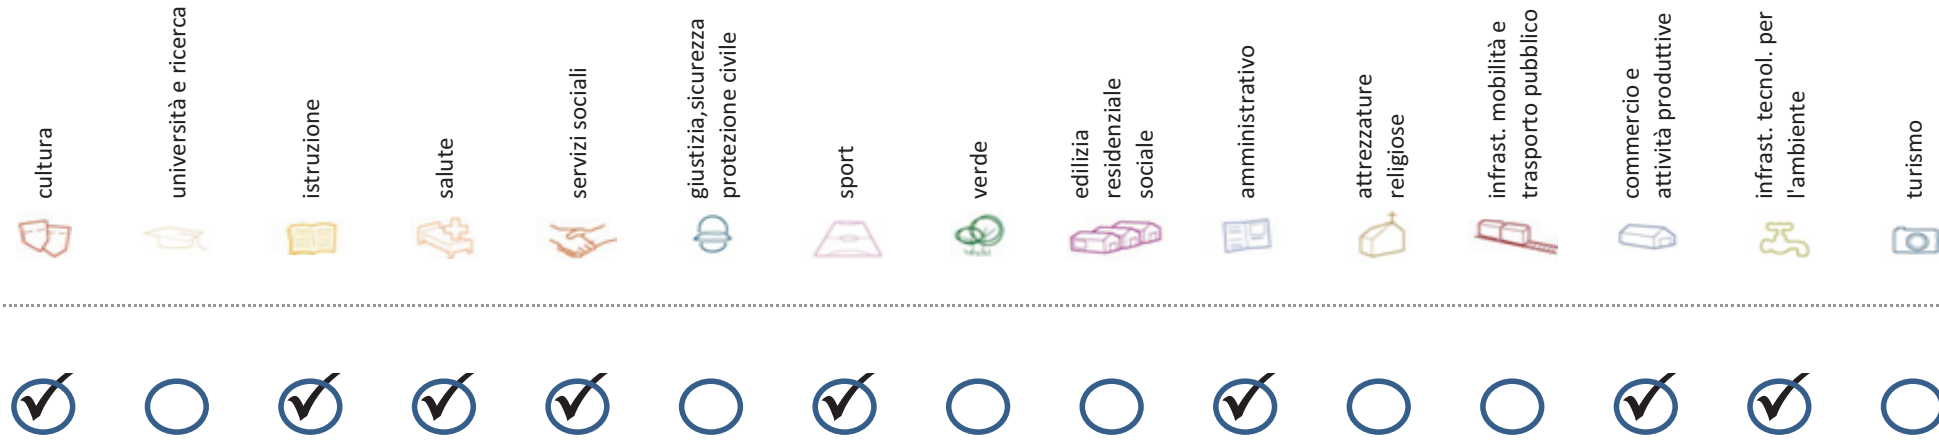 cultura
università e ricerca
istruzione
salute
servizi sociali
giustizia,sicurezza
protezione civile
sport
verde
edilizia
residenziale
sociale
amministrativo
attrezzature
religiose
infrast. mobilità e
trasporto pubblico
commercio e
attività produttive
infrast. tecnol. per
l'ambiente
turismo